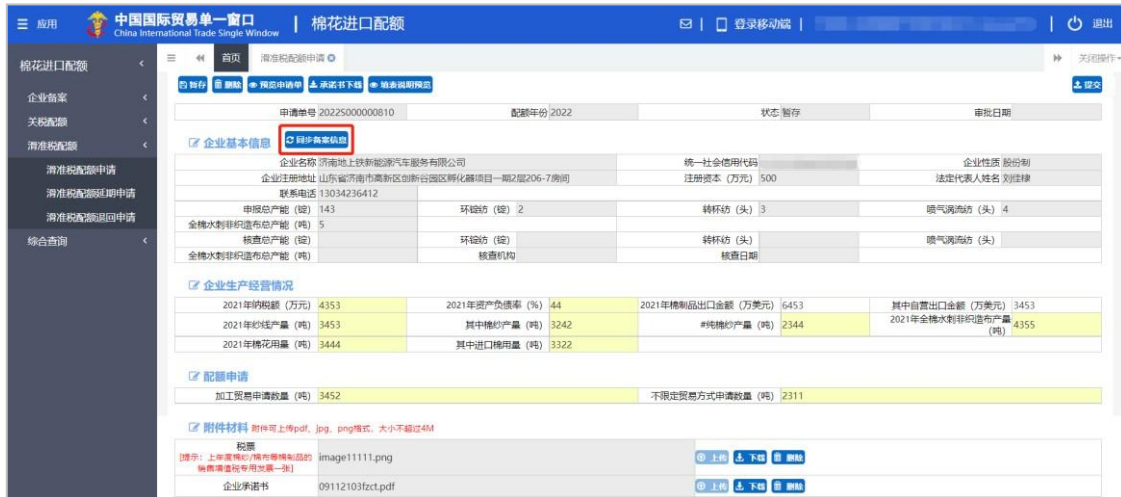 应用 中国国际贸易单一窗口 棉花进口配额 登录移动端 退出
China International Trade Single Window
棉花进口配额 首页 滑准税配额申请 关闭操作
企业备案
关税配额
滑准税配额
滑准税配额申请
滑准税配额延期申请
滑准税配额退回申请
综合查询
暂存 删除 预览申请单 承诺书下载 填表说明预览 提交
申请单号 2022S000000810 配额年份 2022 状态 暂存 审批日期
企业基本信息 同步备案信息
企业名称 济南地上铁新能源汽车服务有限公司 统一社会信用代码 企业性质 股份制
企业注册地址 山东省济南市高新区创新谷园区孵化器项目一期2层206-7房间 注册资本（万元） 500 法定代表人姓名 刘佳棣
联系电话 13034236412
申报总产能（锭） 143 环锭纺（锭） 2 转杯纺（头） 3 喷气涡流纺（头） 4
全棉水刺非织造布总产能（吨） 5
核查总产能（锭） 环锭纺（锭） 转杯纺（头） 喷气涡流纺（头）
全棉水刺非织造布总产能（吨） 核查机构 核查日期
企业生产经营情况
2021年纳税额（万元） 4353 2021年资产负债率（%） 44 2021年棉制品出口金额（万美元） 6453 其中自营出口金额（万美元） 3453
2021年纱线产量（吨） 3453 其中棉纱产量（吨） 3242 #纯棉纱产量（吨） 2344 2021年全棉水刺非织造布产量（吨） 4355
2021年棉花用量（吨） 3444 其中进口棉用量（吨） 3322
配额申请
加工贸易申请数量（吨） 3452 不限定贸易方式申请数量（吨） 2311
附件材料 附件可上传pdf、jpg、png格式、大小不超过4M
税票
[提示：上年度棉纱/棉布等棉制品的销售增值税专用发票一张] image11111.png 上传 下载 删除
企业承诺书 09112103fzct.pdf 上传 下载 删除